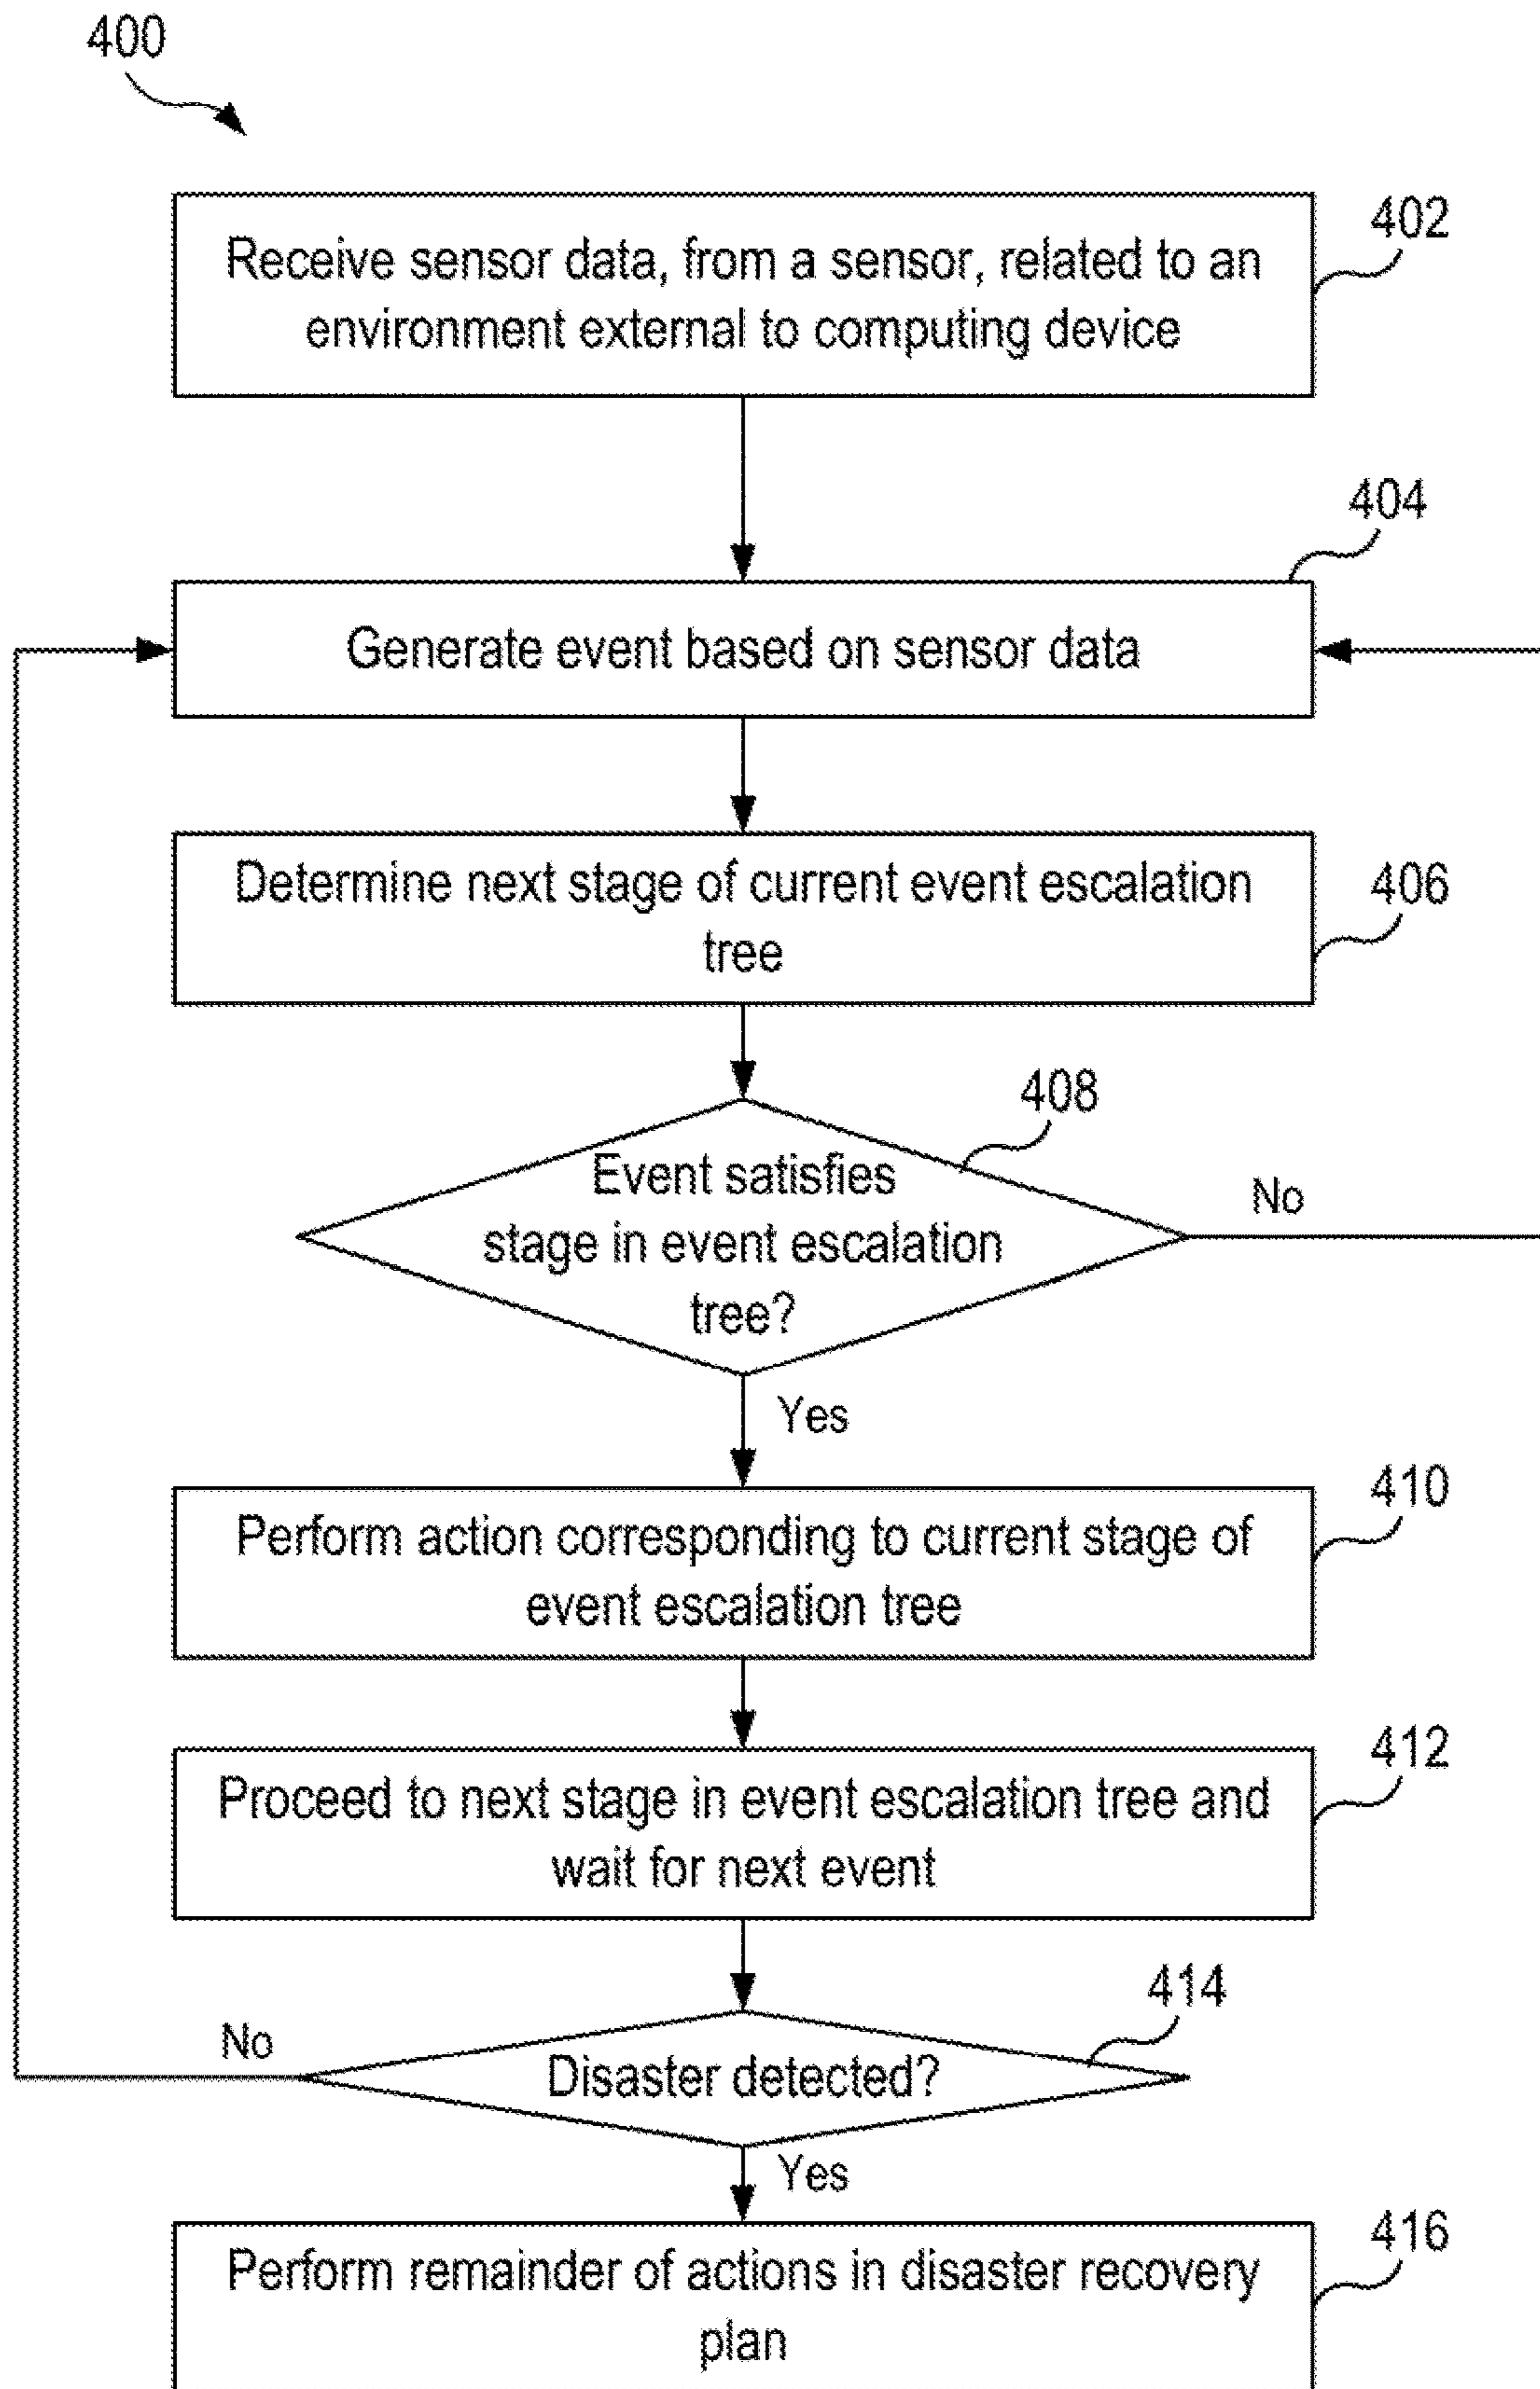 400
402
Receive sensor data, from a sensor, related to an
environment external to computing device
404
Generate event based on sensor data
Determine next stage of current event escalation
tree
406
408
Event satisfies
stage in event escalation
tree?
No
Yes
410
Perform action corresponding to current stage of
event escalation tree
412
Proceed to next stage in event escalation tree and
wait for next event
414
No
Disaster detected?
Yes
416
Perform remainder of actions in disaster recovery
plan